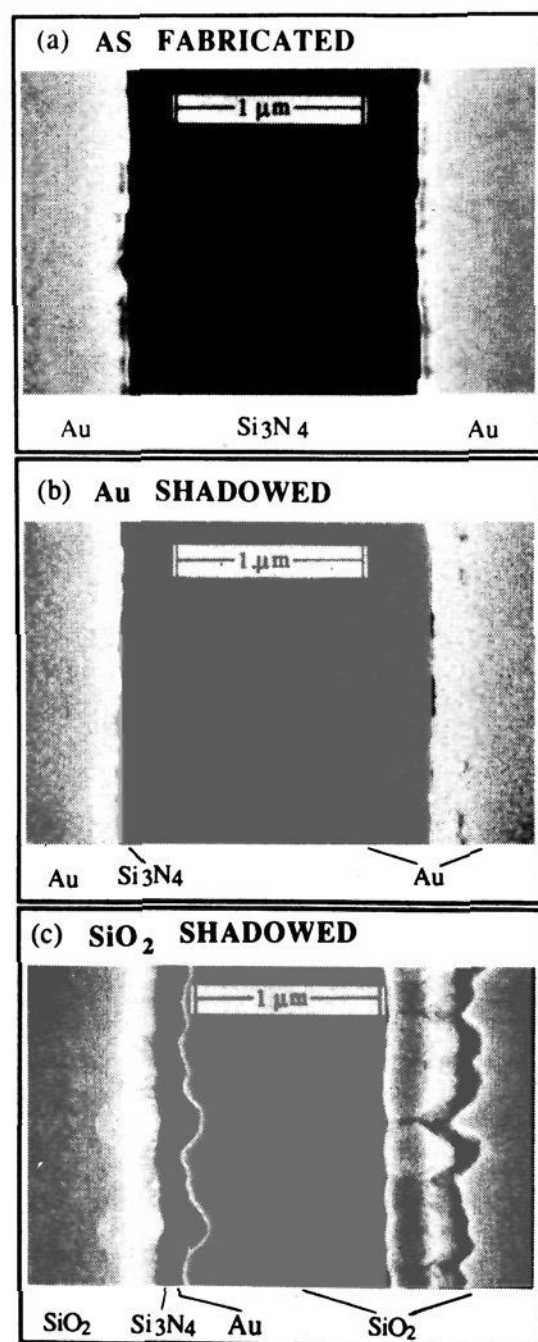 (a) AS FABRICATED
1 μm
Au Si₃N₄ Au
(b) Au SHADOWED
1 μm
Au Si₃N₄ Au
(c) SiO₂ SHADOWED
1 μm
SiO₂ Si₃N₄ Au SiO₂